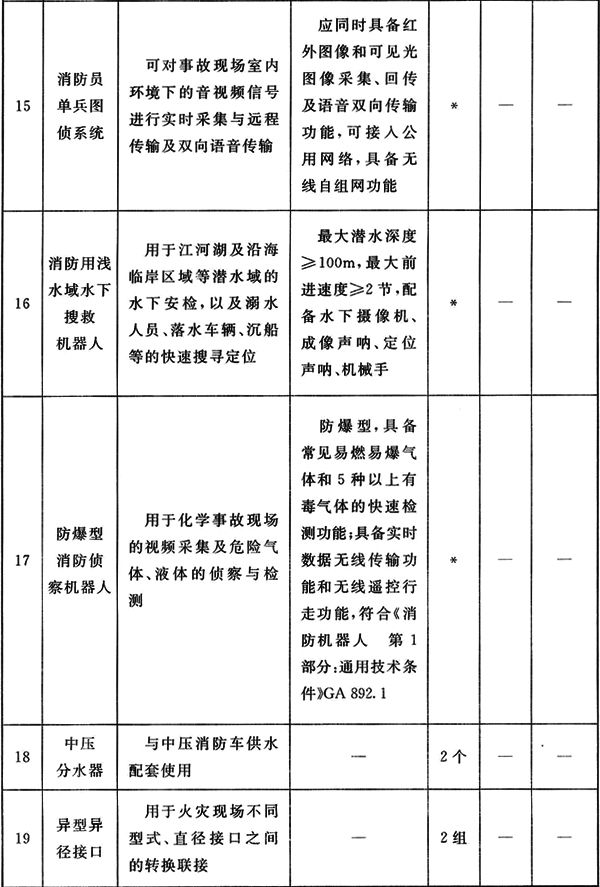 15
消防员
单兵图
侦系统
可对事故现场室内
环境下的音视频信号
进行实时采集与远程
传输及双向语音传输
应同时具备红
外图像和可见光
图像采集、回传
及语音双向传输
功能,可接入公
用网络,具备无
线自组网功能
*
—
—
16
消防用浅
水域水下
搜救
机器人
用于江河湖及沿海
临岸区域等潜水域的
水下安检,以及溺水
人员、落水车辆、沉船
等的快速搜寻定位
最大潜水深度
≥100m,最大前
进速度≥2节,配
备水下摄像机、
成像声呐、定位
声呐、机械手
*
—
—
17
防爆型
消防侦
察机器人
用于化学事故现场
的视频采集及危险气
体、液体的侦察与检
测
防爆型,具备
常见易燃易爆气
体和5种以上有
毒气体的快速检
测功能;具备实时
数据无线传输功
能和无线遥控行
走功能,符合《消
防机器人 第1
部分:通用技术条
件》GA 892.1
*
—
—
18
中压
分水器
与中压消防车供水
配套使用
—
2个
—
—
19
异型异
径接口
用于火灾现场不同
型式、直径接口之间
的转换联接
—
2组
—
—